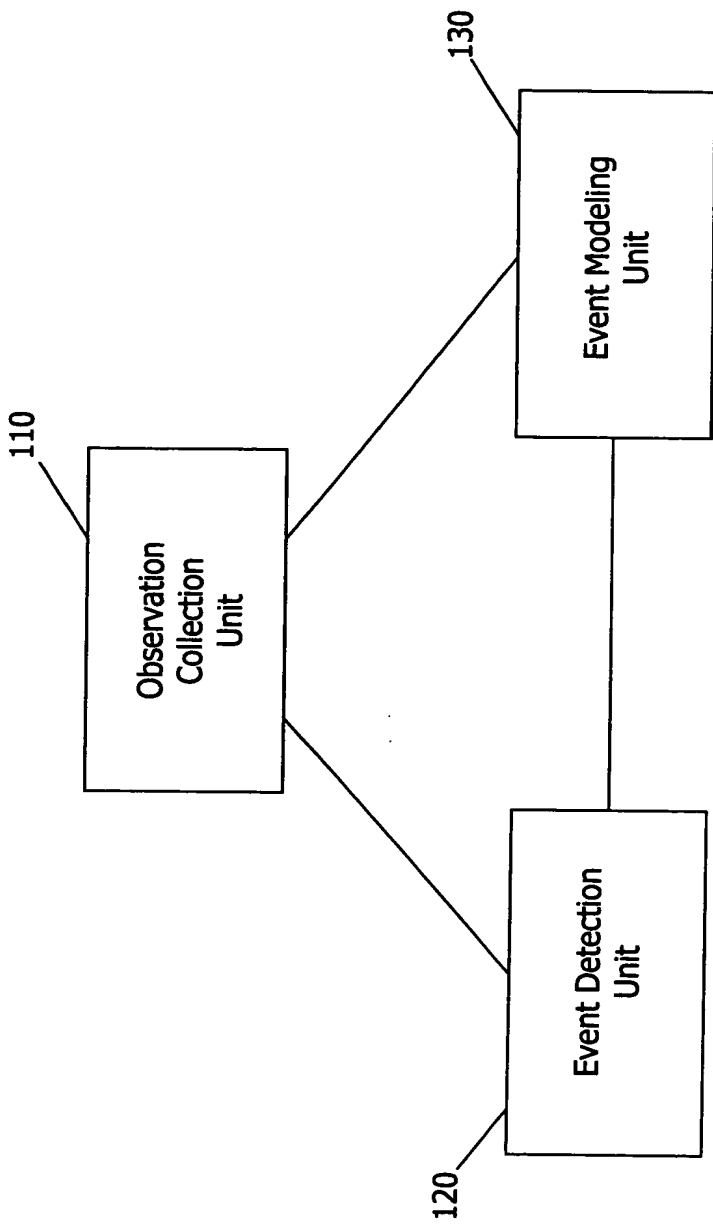 110
Observation
Collection
Unit
120
Event Detection
Unit
130
Event Modeling
Unit